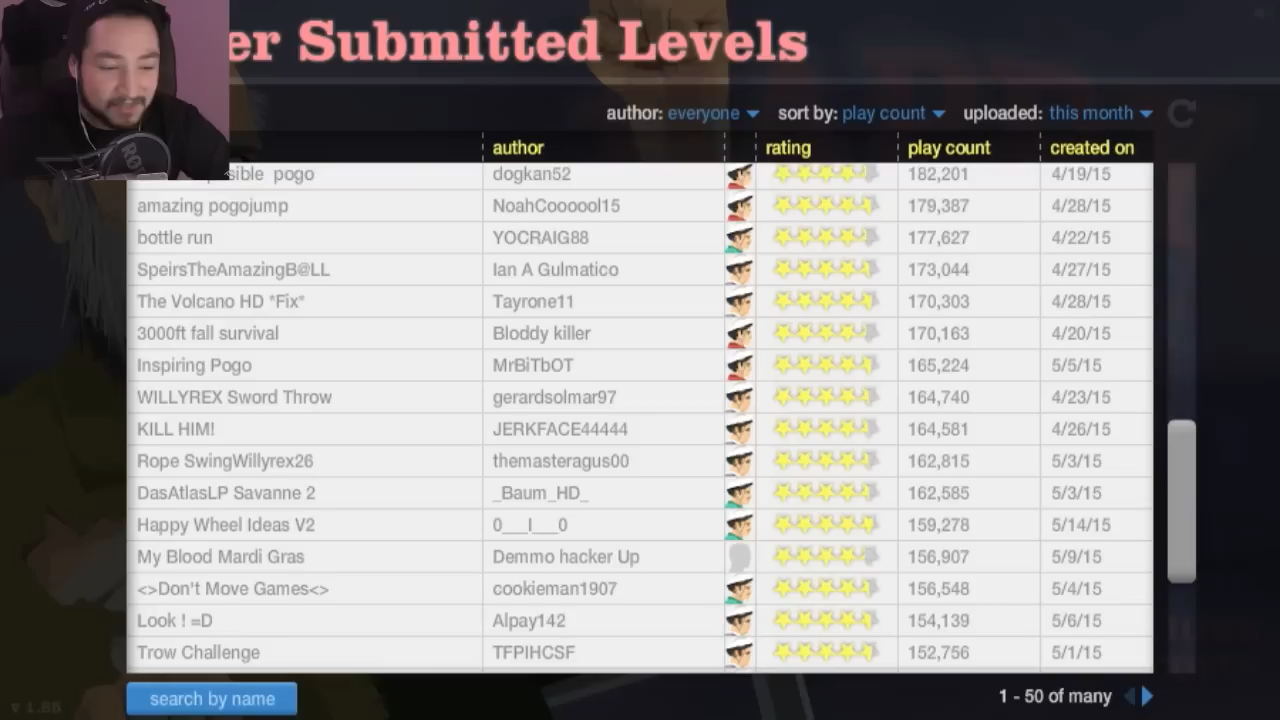 er Submitted Levels
author: everyone sort by: play count uploaded: this month
author rating play count created on
sible pogo dogkan52 182,201 4/19/15
amazing pogojump NoahCoooool15 179,387 4/28/15
bottle run YOCRAIG88 177,627 4/22/15
SpeirsTheAmazingB@LL Ian A Gulmatico 173,044 4/27/15
The Volcano HD *Fix* Tayrone11 170,303 4/28/15
3000ft fall survival Bloddy killer 170,163 4/20/15
Inspiring Pogo MrBiTbOT 165,224 5/5/15
WILLYREX Sword Throw gerardsolmar97 164,740 4/23/15
KILL HIM! JERKFACE44444 164,581 4/26/15
Rope SwingWillyrex26 themasteragus00 162,815 5/3/15
DasAtlasLP Savanne 2 _Baum_HD_ 162,585 5/3/15
Happy Wheel Ideas V2 0___I___0 159,278 5/14/15
My Blood Mardi Gras Demmo hacker Up 156,907 5/9/15
<>Don't Move Games<> cookieman1907 156,548 5/4/15
Look ! =D Alpay142 154,139 5/6/15
Trow Challenge TFPIHCSF 152,756 5/1/15
search by name 1 - 50 of many